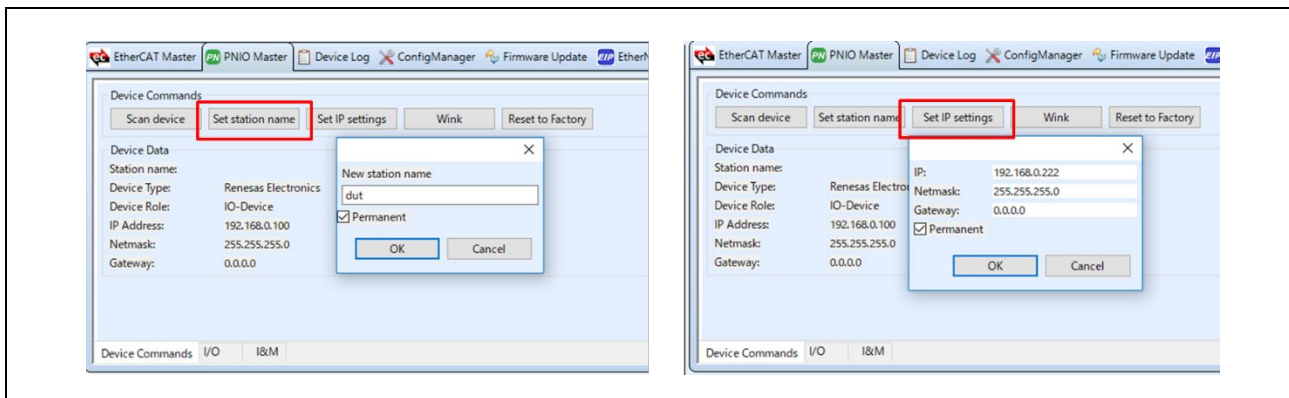 EtherCAT Master PNIO Master Device Log ConfigManager Firmware Update EtherN
Device Commands
Scan device Set station name Set IP settings Wink Reset to Factory
Device Data
Station name:
Device Type: Renesas Electronics
Device Role: IO-Device
IP Address: 192.168.0.100
Netmask: 255.255.255.0
Gateway: 0.0.0.0
New station name
dut
Permanent
OK Cancel
Device Commands I/O I&M
EtherCAT Master PNIO Master Device Log ConfigManager Firmware Update
Device Commands
Scan device Set station name Set IP settings Wink Reset to Factory
Device Data
Station name:
Device Type: Renesas Electro
Device Role: IO-Device
IP Address: 192.168.0.100
Netmask: 255.255.255.0
Gateway: 0.0.0.0
IP: 192.168.0.222
Netmask: 255.255.255.0
Gateway: 0.0.0.0
Permanent
OK Cancel
Device Commands I/O I&M